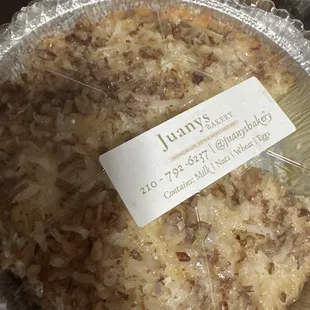 Juanys
BAKERY
210-792-6237 | @juanysbakery
Contains: Milk | Nuts | Wheat | Eggs